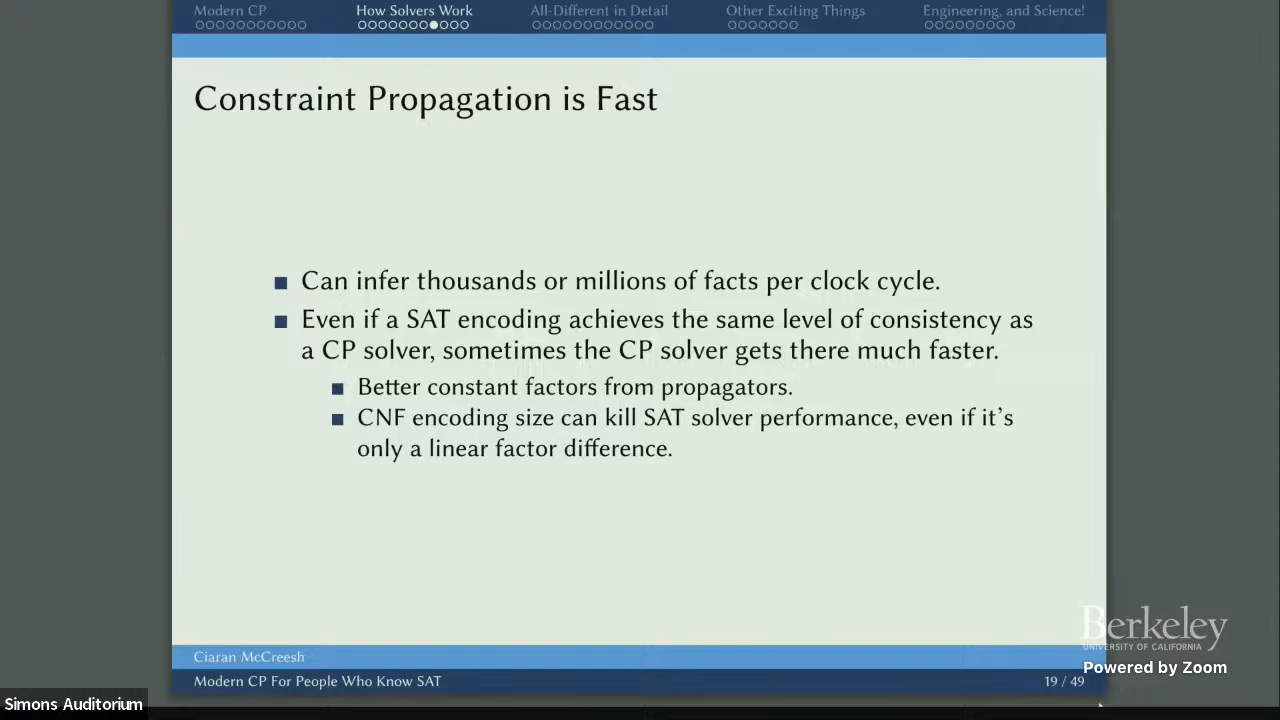 Modern CP
How Solvers Work
All-Different in Detail
Other Exciting Things
Engineering, and Science!
Constraint Propagation is Fast
Can infer thousands or millions of facts per clock cycle.
Even if a SAT encoding achieves the same level of consistency as
a CP solver, sometimes the CP solver gets there much faster.
Better constant factors from propagators.
CNF encoding size can kill SAT solver performance, even if it's
only a linear factor difference.
Berkeley
UNIVERSITY OF CALIFORNIA
Powered by Zoom
Ciaran McCreesh
Modern CP For People Who Know SAT
19 / 49
Simons Auditorium